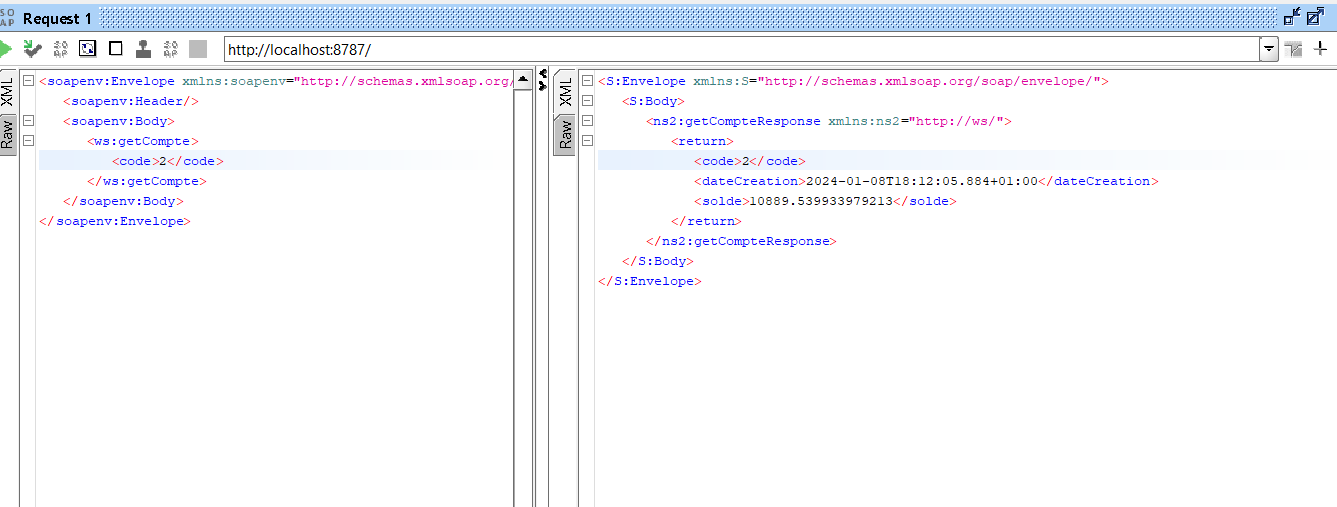 SO
AP
Request 1
http://localhost:8787/
XML
Raw
<soapenv:Envelope xmlns:soapenv="http://schemas.xmlsoap.org/
<soapenv:Header/>
<soapenv:Body>
<ws:getCompte>
<code>2</code>
</ws:getCompte>
</soapenv:Body>
</soapenv:Envelope>
XML
Raw
<S:Envelope xmlns:S="http://schemas.xmlsoap.org/soap/envelope/">
<S:Body>
<ns2:getCompteResponse xmlns:ns2="http://ws/">
<return>
<code>2</code>
<dateCreation>2024-01-08T18:12:05.884+01:00</dateCreation>
<solde>10889.539933979213</solde>
</return>
</ns2:getCompteResponse>
</S:Body>
</S:Envelope>